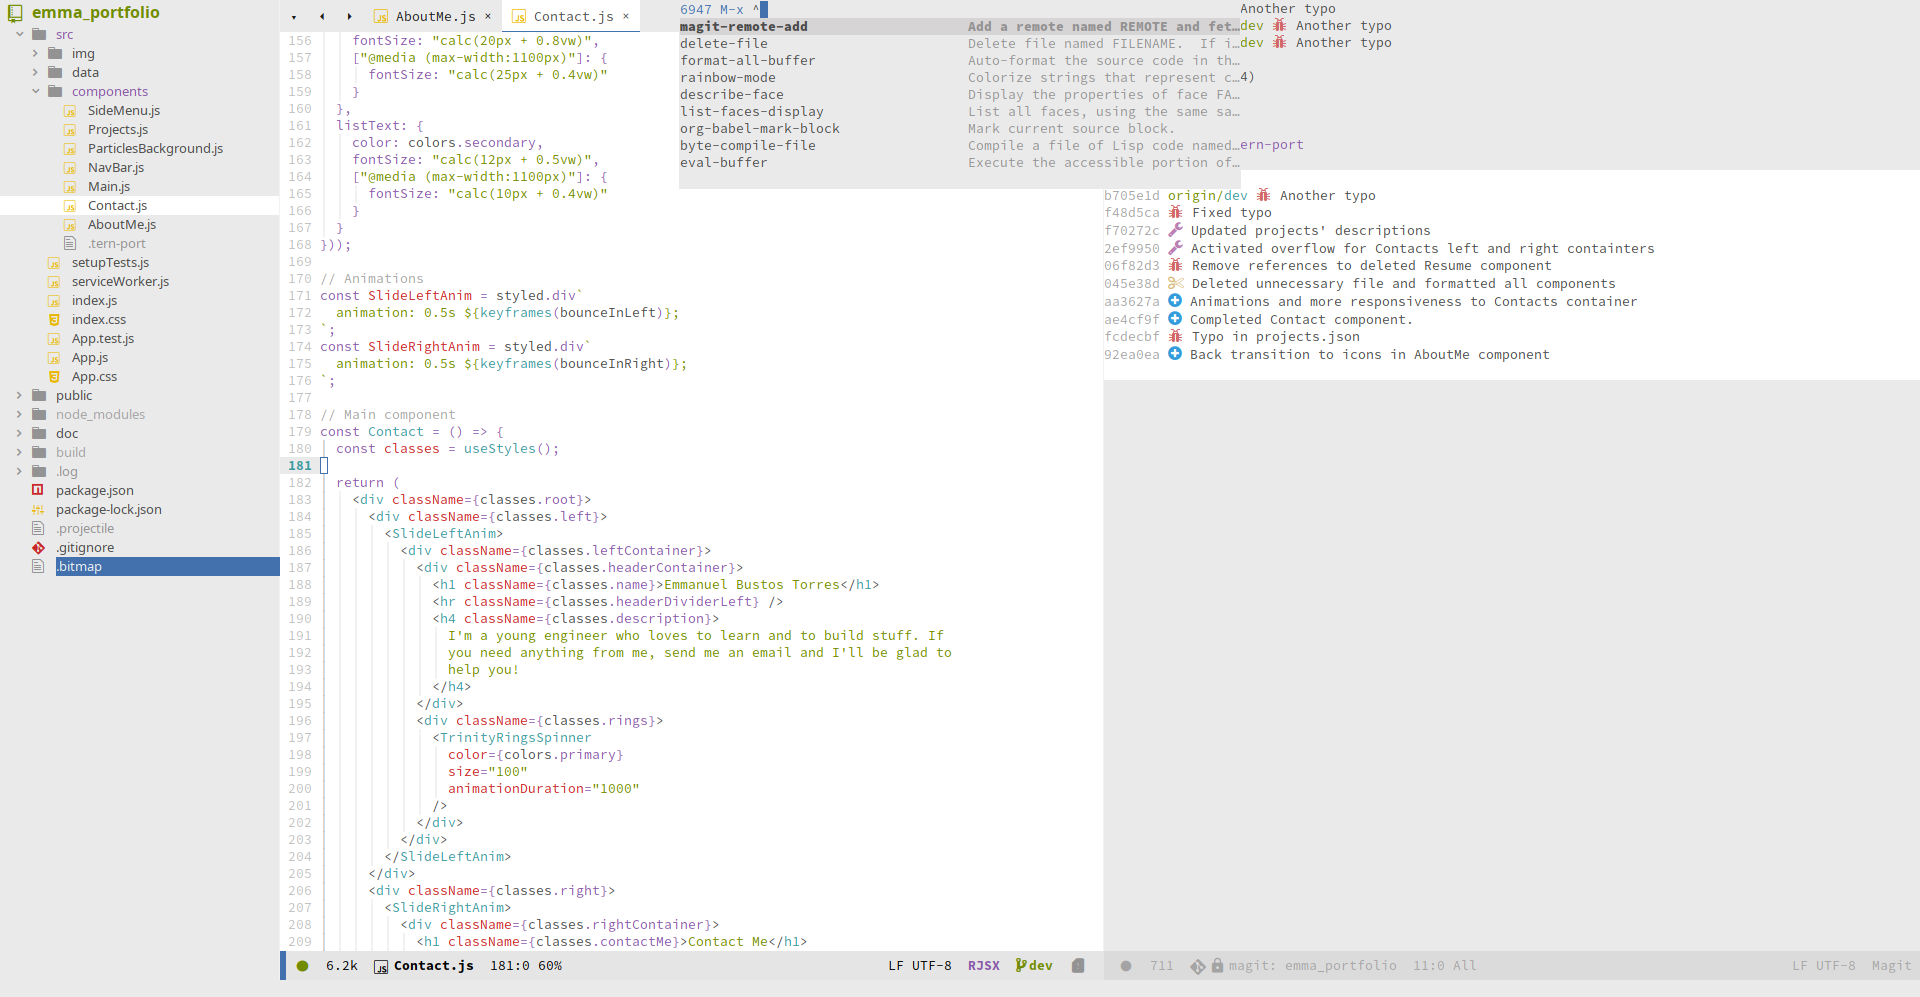 emma_portfolio
src
img
data
components
SideMenu.js
Projects.js
ParticlesBackground.js
NavBar.js
Main.js
Contact.js
AboutMe.js
.tern-port
setupTests.js
serviceWorker.js
index.js
index.css
App.test.js
App.js
App.css
public
node_modules
doc
build
.log
package.json
package-lock.json
.projectile
.gitignore
.bitmap
AboutMe.js ×
Contact.js ×
156 fontSize: "calc(20px + 0.8vw)",
157 ["@media (max-width:1100px)"]: {
158 fontSize: "calc(25px + 0.4vw)"
159 }
160 },
161 listText: {
162 color: colors.secondary,
163 fontSize: "calc(12px + 0.5vw)",
164 ["@media (max-width:1100px)"]: {
165 fontSize: "calc(10px + 0.4vw)"
166 }
167 }
168 }));
169
170 // Animations
171 const SlideLeftAnim = styled.div`
172 animation: 0.5s ${keyframes(bounceInLeft)};
173 `;
174 const SlideRightAnim = styled.div`
175 animation: 0.5s ${keyframes(bounceInRight)};
176 `;
177
178 // Main component
179 const Contact = () => {
180 const classes = useStyles();
181
182 return (
183 <div className={classes.root}>
184 <div className={classes.left}>
185 <SlideLeftAnim>
186 <div className={classes.leftContainer}>
187 <div className={classes.headerContainer}>
188 <h1 className={classes.name}>Emmanuel Bustos Torres</h1>
189 <hr className={classes.headerDividerLeft} />
190 <h4 className={classes.description}>
191 I'm a young engineer who loves to learn and to build stuff. If
192 you need anything from me, send me an email and I'll be glad to
193 help you!
194 </h4>
195 </div>
196 <div className={classes.rings}>
197 <TrinityRingsSpinner
198 color={colors.primary}
199 size="100"
200 animationDuration="1000"
201 />
202 </div>
203 </div>
204 </SlideLeftAnim>
205 </div>
206 <div className={classes.right}>
207 <SlideRightAnim>
208 <div className={classes.rightContainer}>
209 <h1 className={classes.contactMe}>Contact Me</h1>
6.2k Contact.js 181:0 60% LF UTF-8 RJSX dev
6947 M-x ^
magit-remote-add Add a remote named REMOTE and fet…
delete-file Delete file named FILENAME. If i…
format-all-buffer Auto-format the source code in th…
rainbow-mode Colorize strings that represent c…
describe-face Display the properties of face FA…
list-faces-display List all faces, using the same sa…
org-babel-mark-block Mark current source block.
byte-compile-file Compile a file of Lisp code named…
eval-buffer Execute the accessible portion of…
Another typo
dev Another typo
dev Another typo
4)
ern-port
b705e1d origin/dev Another typo
f48d5ca Fixed typo
f70272c Updated projects' descriptions
2ef9950 Activated overflow for Contacts left and right containters
06f82d3 Remove references to deleted Resume component
045e38d Deleted unnecessary file and formatted all components
aa3627a Animations and more responsiveness to Contacts container
ae4cf9f Completed Contact component.
fcdecbf Typo in projects.json
92ea0ea Back transition to icons in AboutMe component
711 magit: emma_portfolio 11:0 All LF UTF-8 Magit